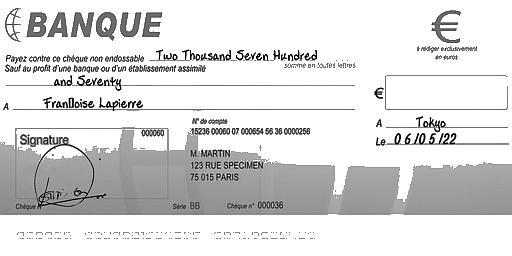 BANQUE
€
à rédiger exclusivement
en euros
Payez contre ce chèque non endossable Two Thousand Seven Hundred
Sauf au profit d'une banque ou d'un établissement assimilé
somme en toutes lettres
and Seventy
€
A Fran▯oise Lapierre
A Tokyo
Le 06/05/22
Signature
000060
N° de compte
15236 00060 07 000654 56 36 0000256
M. MARTIN
123 RUE SPECIMEN
75 015 PARIS
Chèque N°
Série BB
Chèque n° 000036